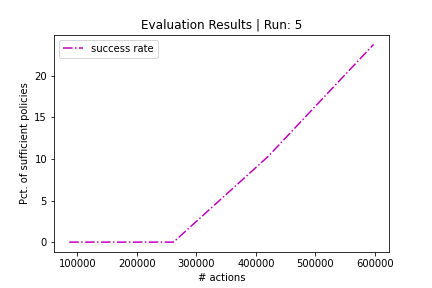 Evaluation Results | Run: 5
success rate
Pct. of sufficient policies
20
15
10
5
0
100000 200000 300000 400000 500000 600000
# actions